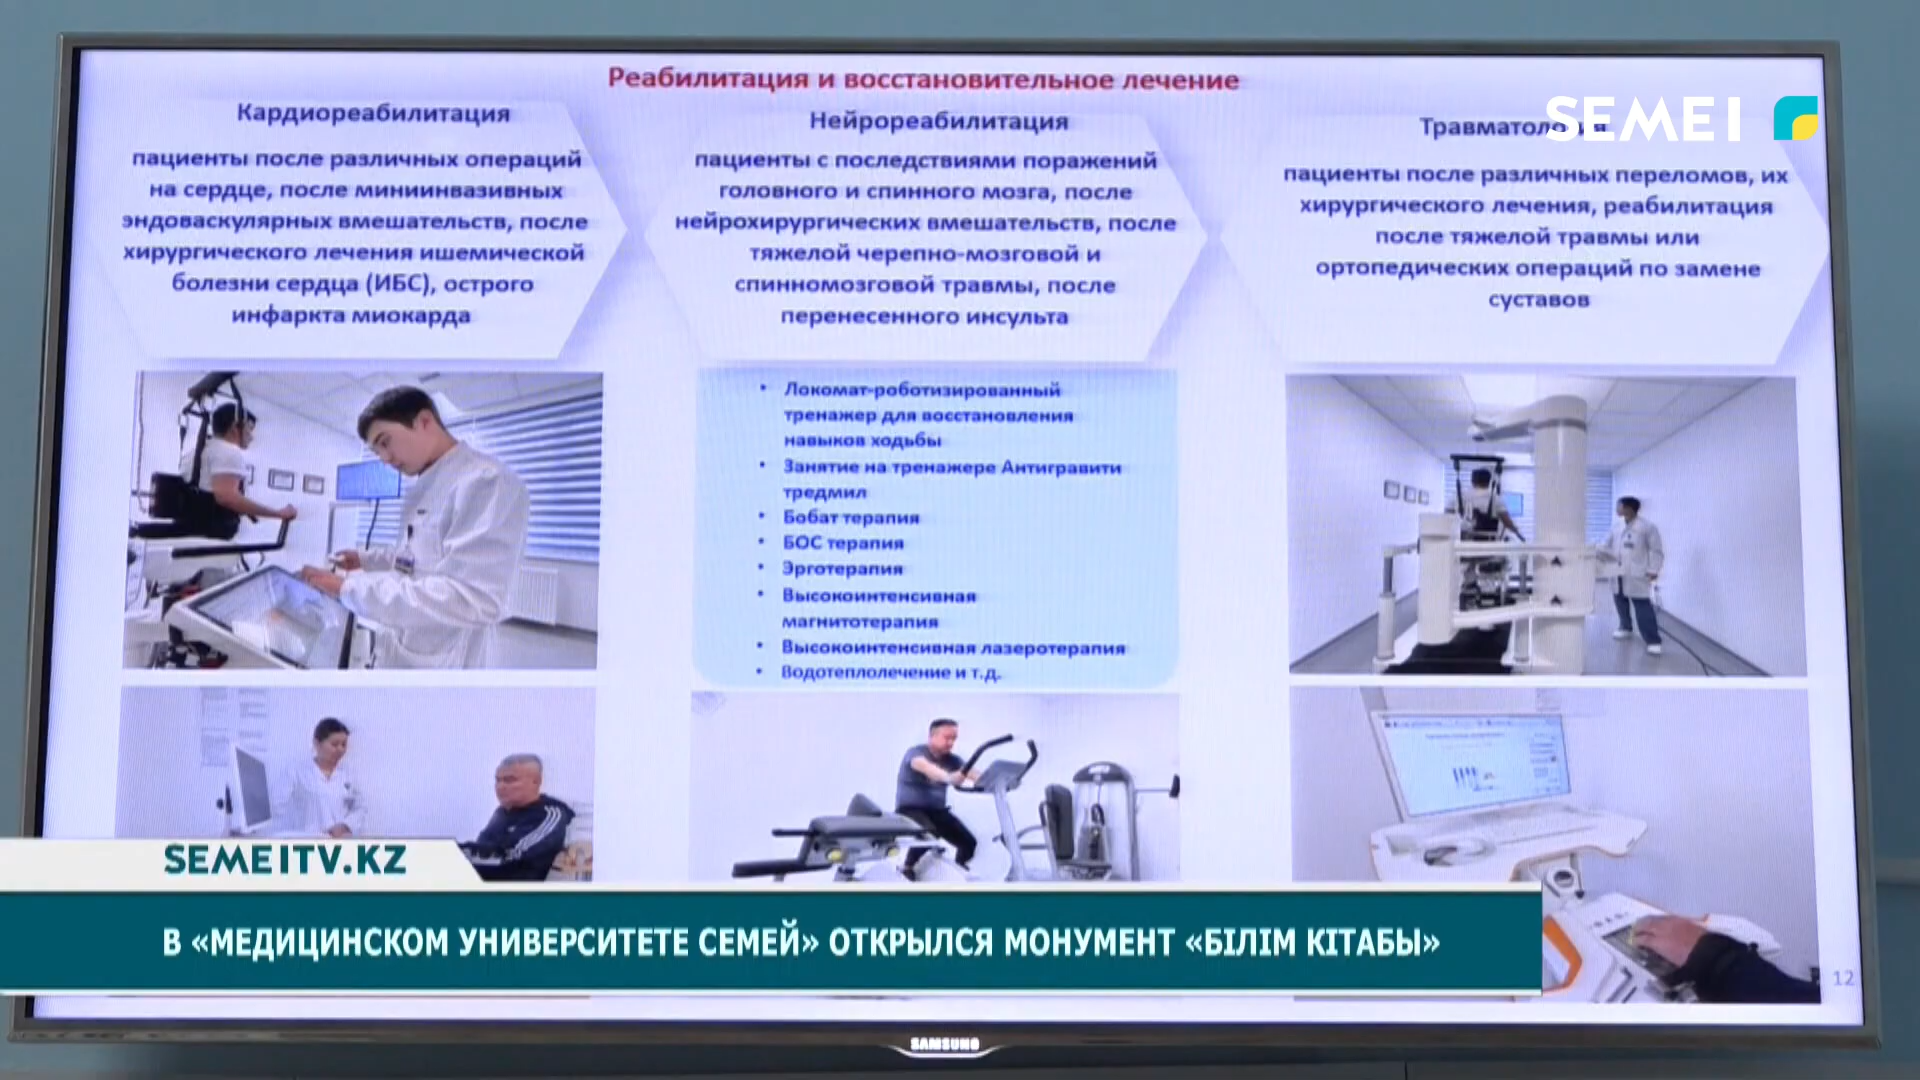 Реабилитация и восстановительное лечение
SEMEI
Кардиореабилитация
пациенты после различных операций
на сердце, после миниинвазивных
эндоваскулярных вмешательств, после
хирургического лечения ишемической
болезни сердца (ИБС), острого
инфаркта миокарда
Нейрореабилитация
пациенты с последствиями поражений
головного и спинного мозга, после
нейрохирургических вмешательств, после
тяжелой черепно-мозговой и
спинномозговой травмы, после
перенесенного инсульта
Травматология
пациенты после различных переломов, их
хирургического лечения, реабилитация
после тяжелой травмы или
ортопедических операций по замене
суставов
• Локомат-роботизированный
тренажер для восстановления
навыков ходьбы
• Занятие на тренажере Антигравити
тредмил
• Бобат терапия
• БОС терапия
• Эрготерапия
• Высокоинтенсивная
магнитотерапия
• Высокоинтенсивная лазеротерапия
• Водотеплолечение и т.д.
SEMEITV.KZ
В «МЕДИЦИНСКОМ УНИВЕРСИТЕТЕ СЕМЕЙ» ОТКРЫЛСЯ МОНУМЕНТ «БІЛІМ КІТАБЫ»
12
SAMSUNG